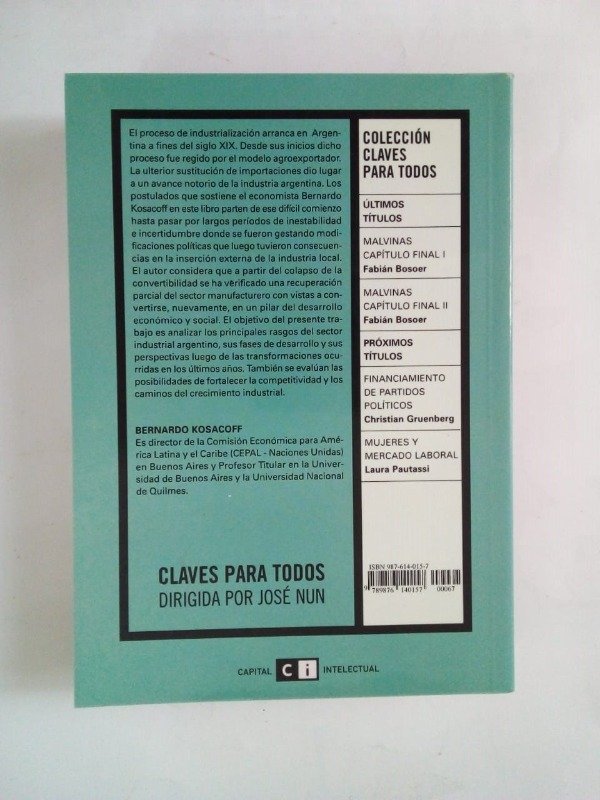 El proceso de industrialización arranca en Argen-
tina a fines del siglo XIX. Desde sus inicios dicho
proceso fue regido por el modelo agroexportador.
La ulterior sustitución de importaciones dio lugar
a un avance notorio de la industria argentina. Los
postulados que sostiene el economista Bernardo
Kosacoff en este libro parten de ese difícil comienzo
hasta pasar por largos períodos de inestabilidad
e incertidumbre donde se fueron gestando modi-
ficaciones políticas que luego tuvieron consecuen-
cias en la inserción externa de la industria local.
El autor considera que a partir del colapso de la
convertibilidad se ha verificado una recuperación
parcial del sector manufacturero con vistas a con-
vertirse, nuevamente, en un pilar del desarrollo
económico y social. El objetivo del presente tra-
bajo es analizar los principales rasgos del sector
industrial argentino, sus fases de desarrollo y sus
perspectivas luego de las transformaciones ocu-
rridas en los últimos años. También se evalúan las
posibilidades de fortalecer la competitividad y los
caminos del crecimiento industrial.
BERNARDO KOSACOFF
Es director de la Comisión Económica para Amé-
rica Latina y el Caribe (CEPAL - Naciones Unidas)
en Buenos Aires y Profesor Titular en la Univer-
sidad de Buenos Aires y la Universidad Nacional
de Quilmes.
CLAVES PARA TODOS
DIRIGIDA POR JOSÉ NUN
COLECCIÓN
CLAVES
PARA TODOS
ÚLTIMOS
TÍTULOS
MALVINAS
CAPÍTULO FINAL I
Fabián Bosoer
MALVINAS
CAPÍTULO FINAL II
Fabián Bosoer
PRÓXIMOS
TÍTULOS
FINANCIAMIENTO
DE PARTIDOS
POLÍTICOS
Christian Gruenberg
MUJERES Y
MERCADO LABORAL
Laura Pautassi
ISBN 987-614-015-7
9 789876 140157 00067
CAPITAL Ci INTELECTUAL